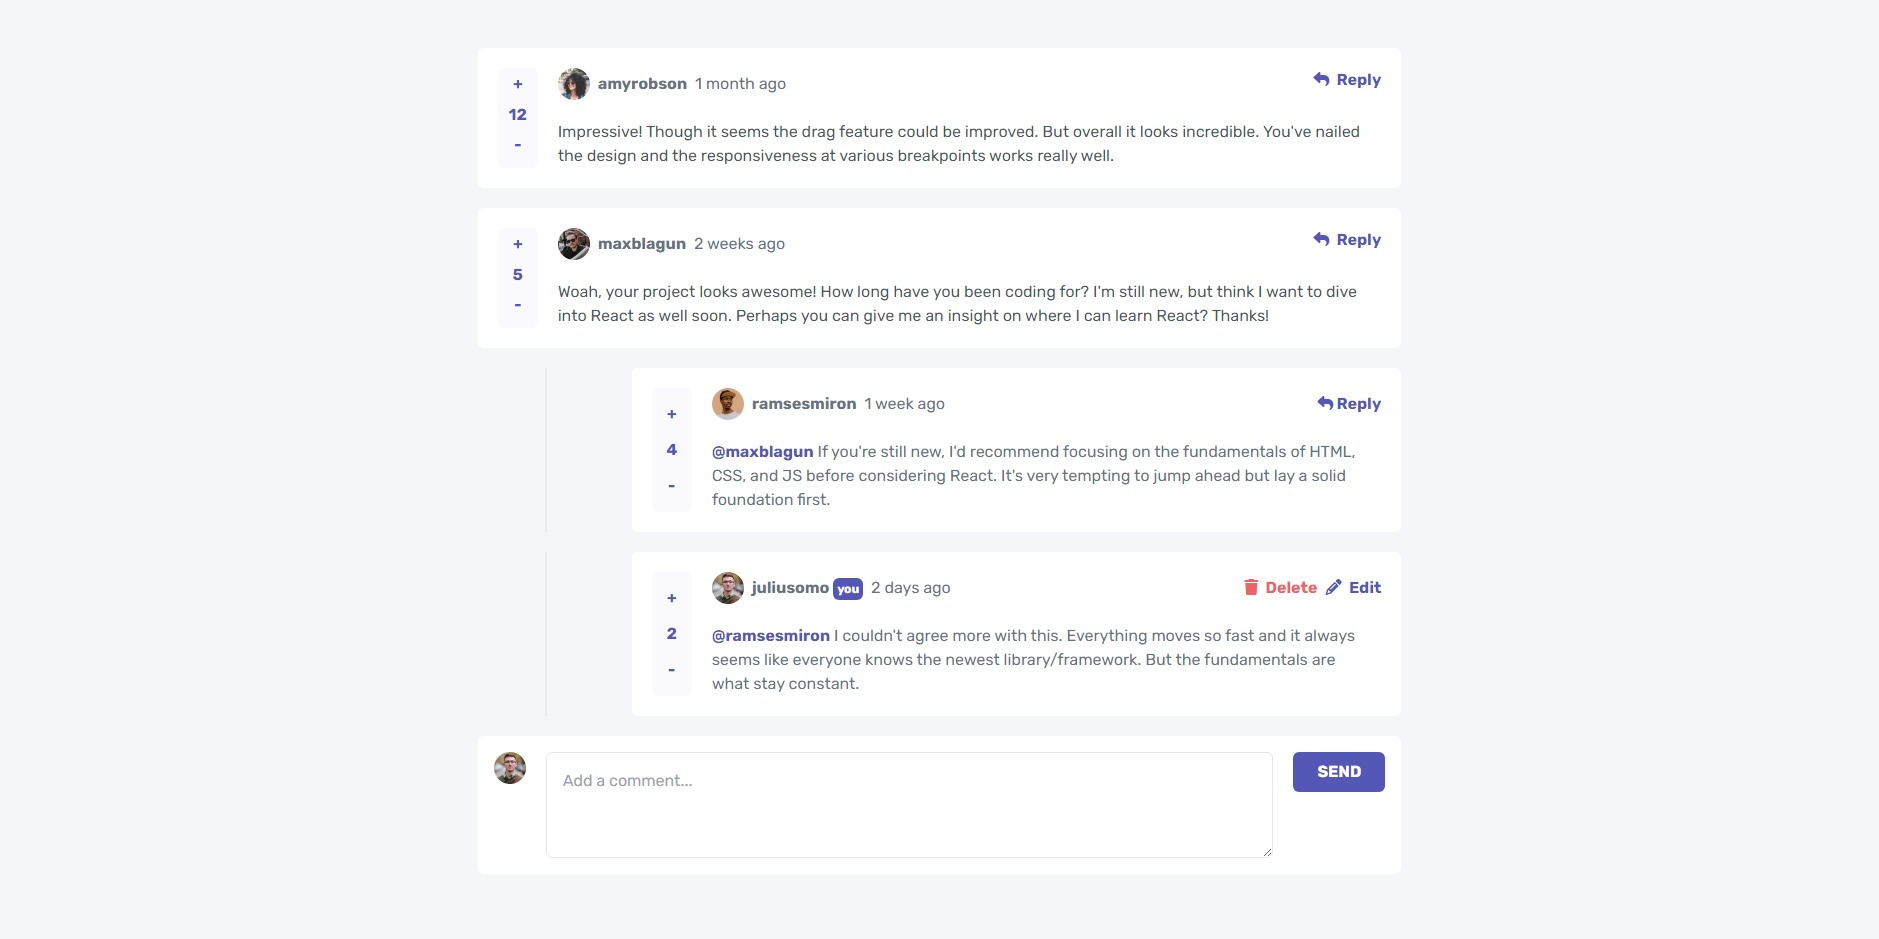 +
12
-
amyrobson 1 month ago
Reply
Impressive! Though it seems the drag feature could be improved. But overall it looks incredible. You've nailed
the design and the responsiveness at various breakpoints works really well.
+
5
-
maxblagun 2 weeks ago
Reply
Woah, your project looks awesome! How long have you been coding for? I'm still new, but think I want to dive
into React as well soon. Perhaps you can give me an insight on where I can learn React? Thanks!
+
4
-
ramsesmiron 1 week ago
Reply
@maxblagun If you're still new, I'd recommend focusing on the fundamentals of HTML,
CSS, and JS before considering React. It's very tempting to jump ahead but lay a solid
foundation first.
+
2
-
juliusomo you 2 days ago
Delete Edit
@ramsesmiron I couldn't agree more with this. Everything moves so fast and it always
seems like everyone knows the newest library/framework. But the fundamentals are
what stay constant.
Add a comment...
SEND